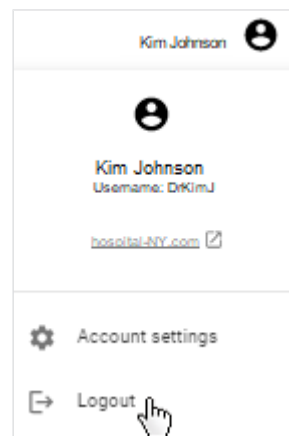 Kim Johnson
Kim Johnson
Username: DrKimJ
hospital-NY.com
Account settings
Logout